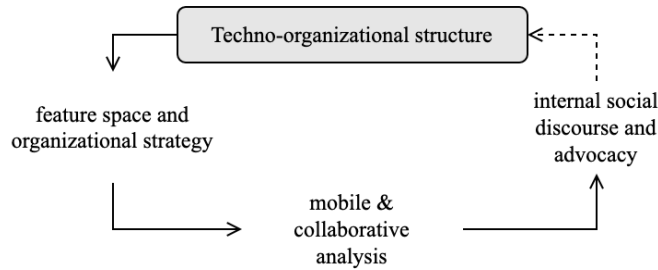 Techno-organizational structure
feature space and
organizational strategy
mobile &
collaborative
analysis
internal social
discourse and
advocacy